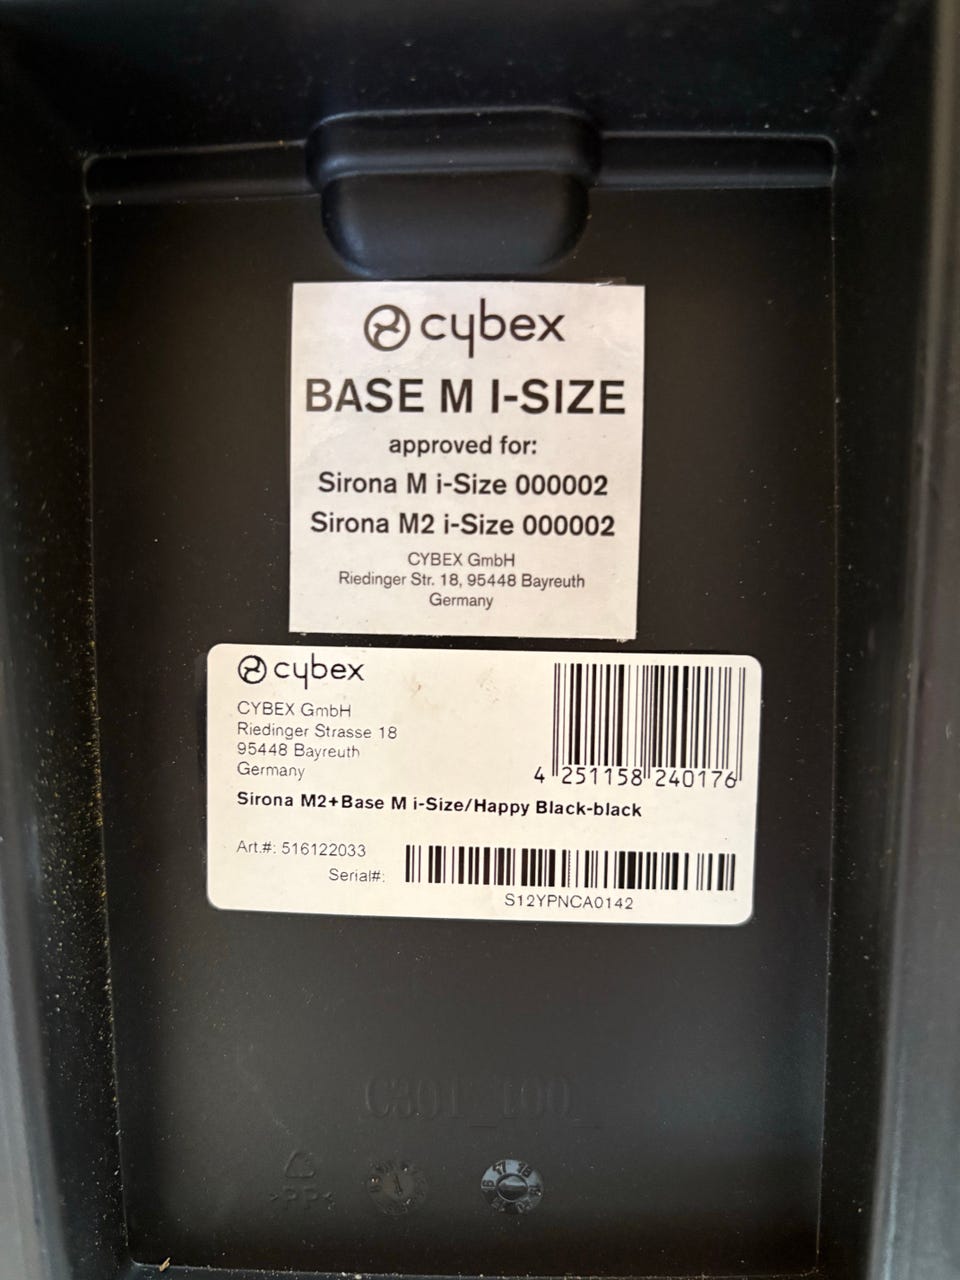 cybex
BASE M I-SIZE
approved for:
Sirona M i-Size 000002
Sirona M2 i-Size 000002
CYBEX GmbH
Riedinger Str. 18, 95448 Bayreuth
Germany
cybex
CYBEX GmbH
Riedinger Strasse 18
95448 Bayreuth
Germany
4 251158 240176
Sirona M2+Base M i-Size/Happy Black-black
Art.#: 516122033
Serial#:
S12YPNCA0142
C301_100_
>PP<